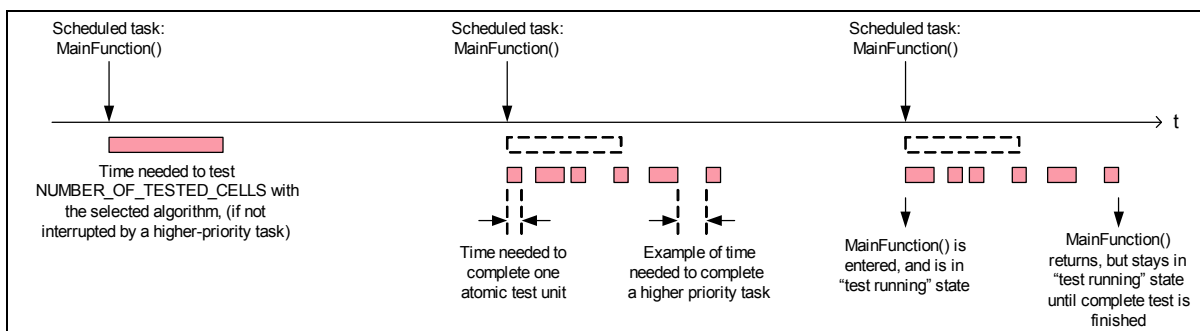 Scheduled task:
MainFunction()
Scheduled task:
MainFunction()
Scheduled task:
MainFunction()
t
Time needed to test
NUMBER_OF_TESTED_CELLS with
the selected algorithm, (if not
interrupted by a higher-priority task)
Time needed to
complete one
atomic test unit
Example of time
needed to complete
a higher priority task
MainFunction() is
entered, and is in
“test running” state
MainFunction()
returns, but stays in
“test running” state
until complete test is
finished